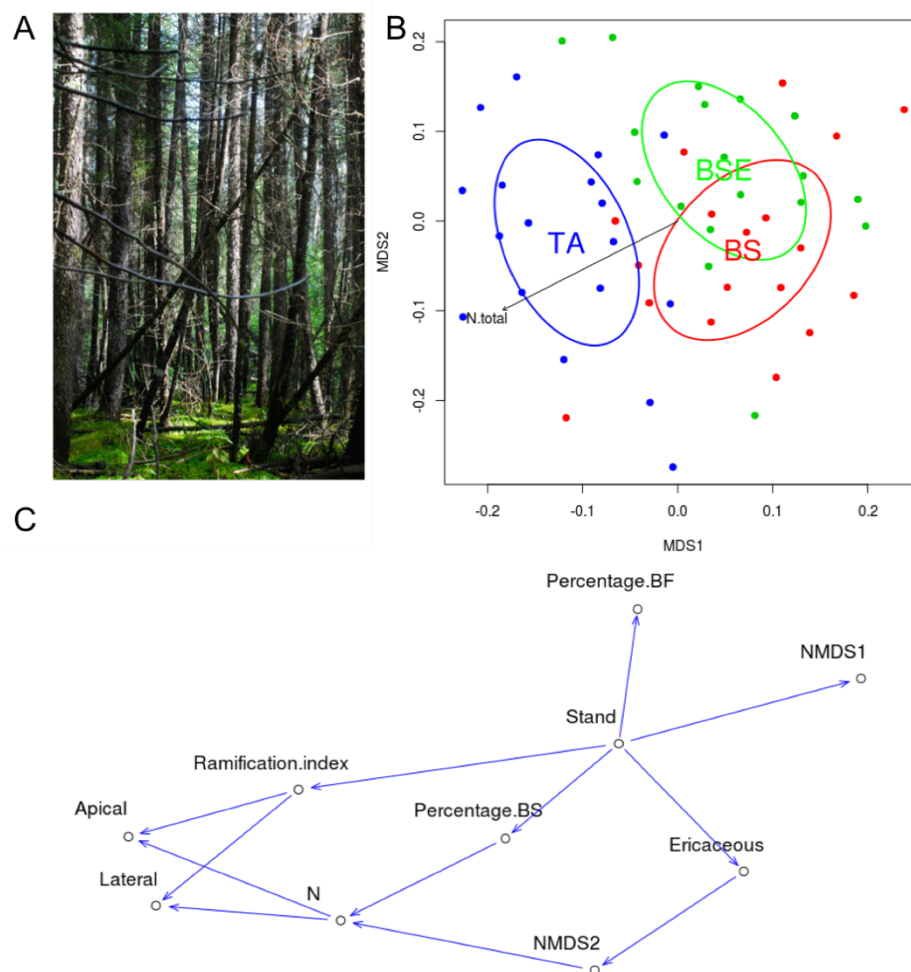 A
B
0.2
0.1
0.0
-0.1
-0.2
MDS2
BSE
TA
BS
N.total
-0.2
-0.1
0.0
0.1
0.2
MDS1
C
Percentage.BF
NMDS1
Stand
Ramification.index
Apical
Percentage.BS
Ericaceous
Lateral
N
NMDS2